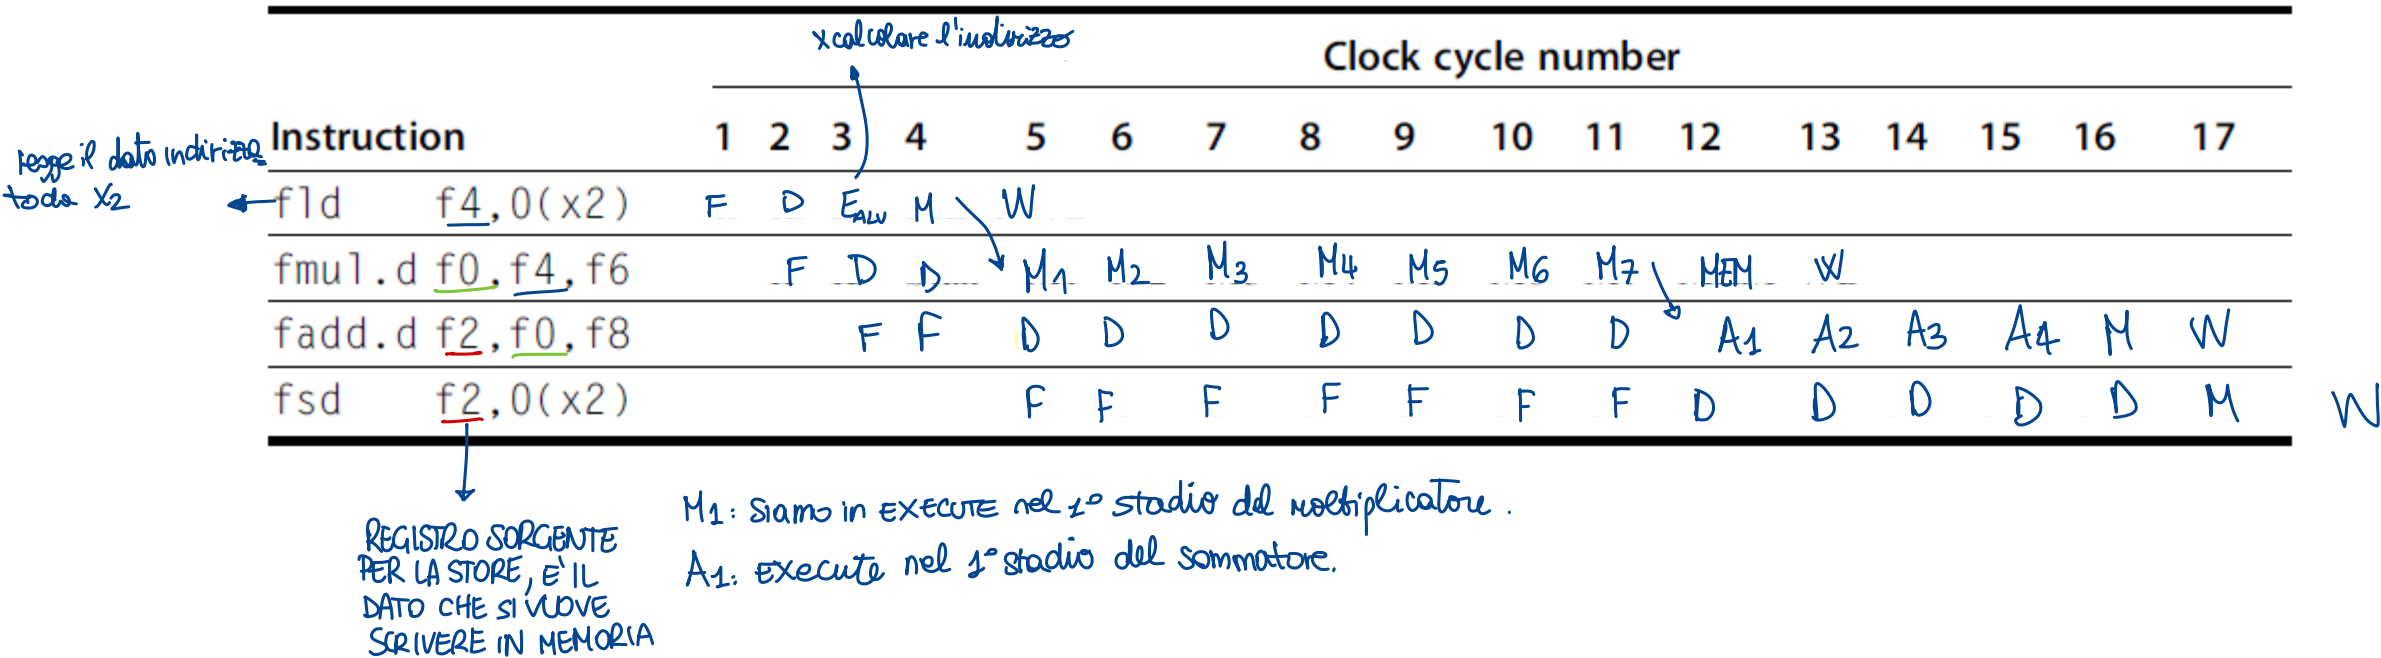 x calcolare l'indirizzo
Clock cycle number
Instruction 1 2 3 4 5 6 7 8 9 10 11 12 13 14 15 16 17
legge il dato indirizzato da x2
fld f4,0(x2) F D EALU M W
fmul.d f0,f4,f6 F D D M1 M2 M3 M4 M5 M6 M7 MEM W
fadd.d f2,f0,f8 F F D D D D D D D A1 A2 A3 A4 M W
fsd f2,0(x2) F F F F F F F D D D D D M W
REGISTRO SORGENTE
PER LA STORE, E' IL
DATO CHE SI VUOVE
SCRIVERE IN MEMORIA
M1: siamo in EXECUTE nel 1° stadio del moltiplicatore.
A1: EXECUTE nel 1° stadio del sommatore.